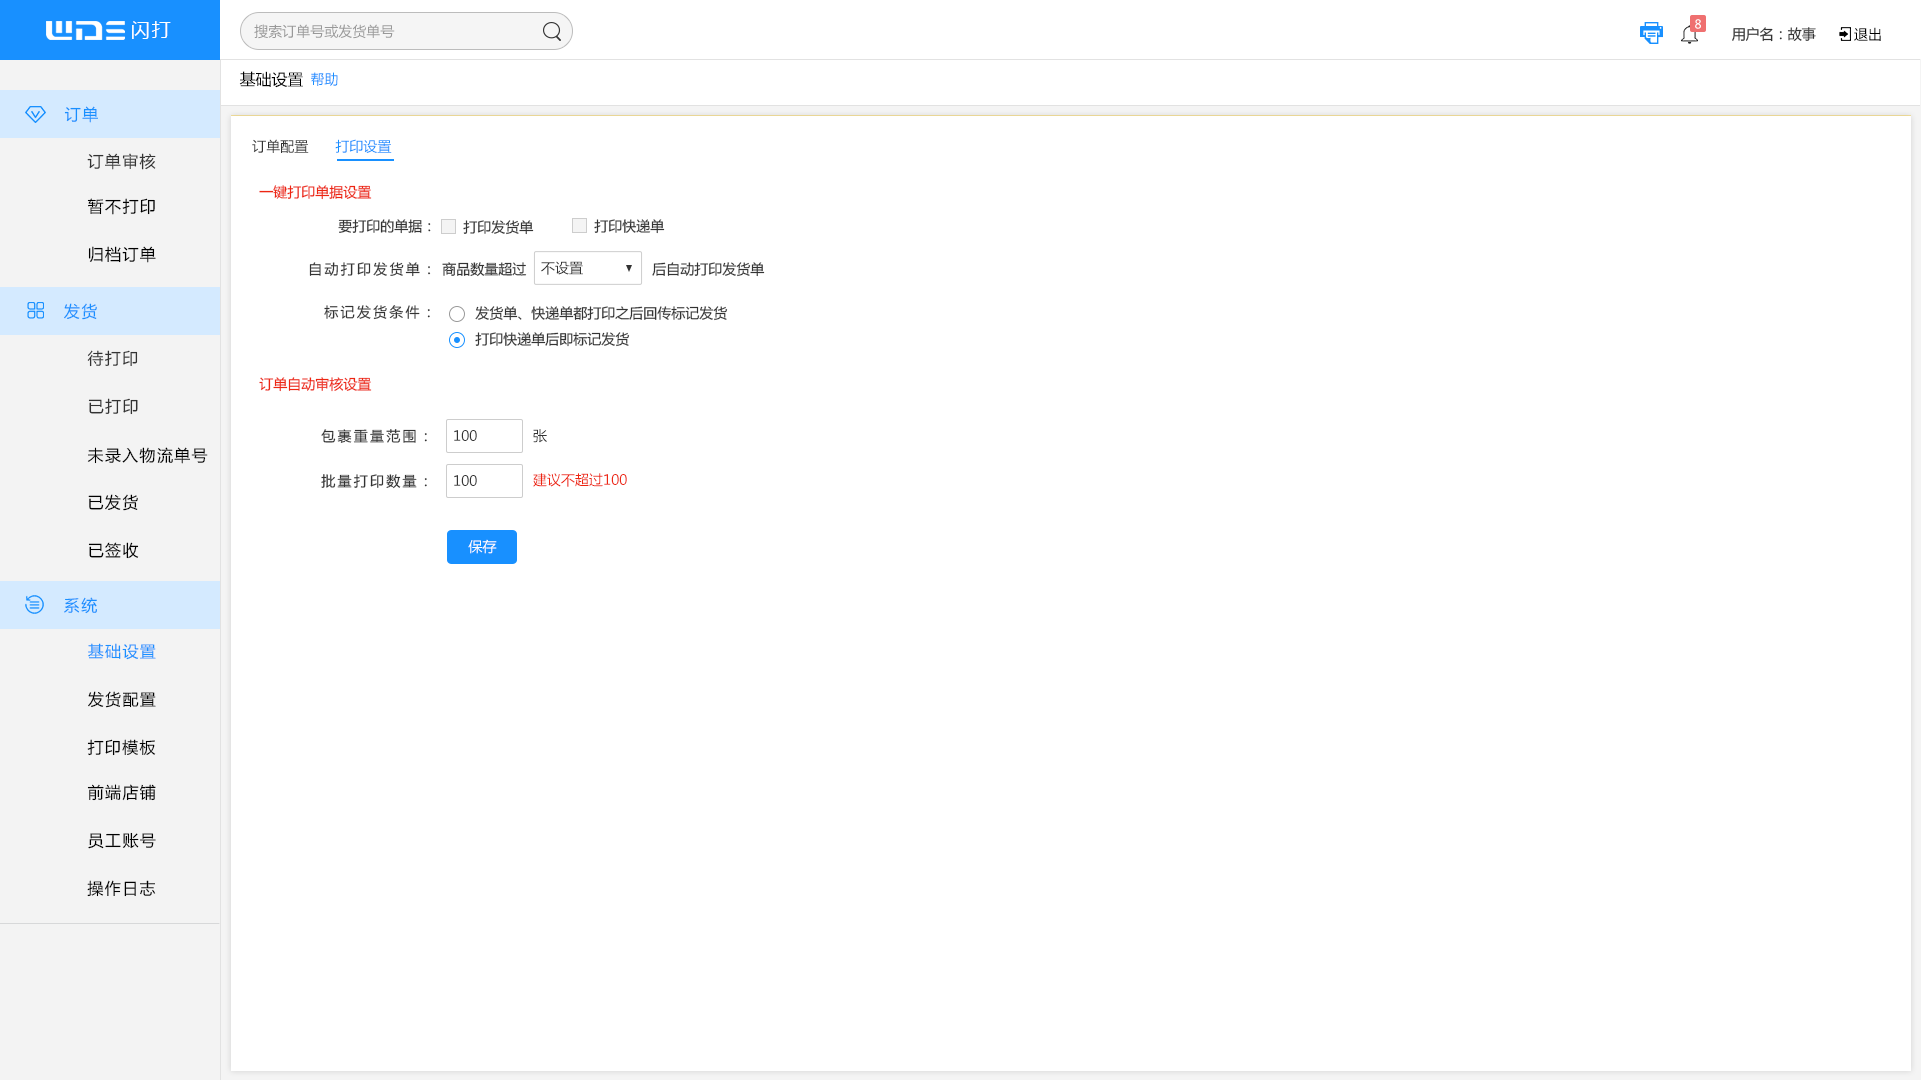 WDS闪打
搜索订单号或发货单号
8
用户名：故事
退出
基础设置 帮助
订单
订单审核
暂不打印
归档订单
发货
待打印
已打印
未录入物流单号
已发货
已签收
系统
基础设置
发货配置
打印模板
前端店铺
员工账号
操作日志
订单配置 打印设置
一键打印单据设置
要打印的单据： 打印发货单 打印快递单
自动打印发货单： 商品数量超过 不设置 后自动打印发货单
标记发货条件： 发货单、快递单都打印之后回传标记发货
打印快递单后即标记发货
订单自动审核设置
包裹重量范围： 100 张
批量打印数量： 100 建议不超过100
保存